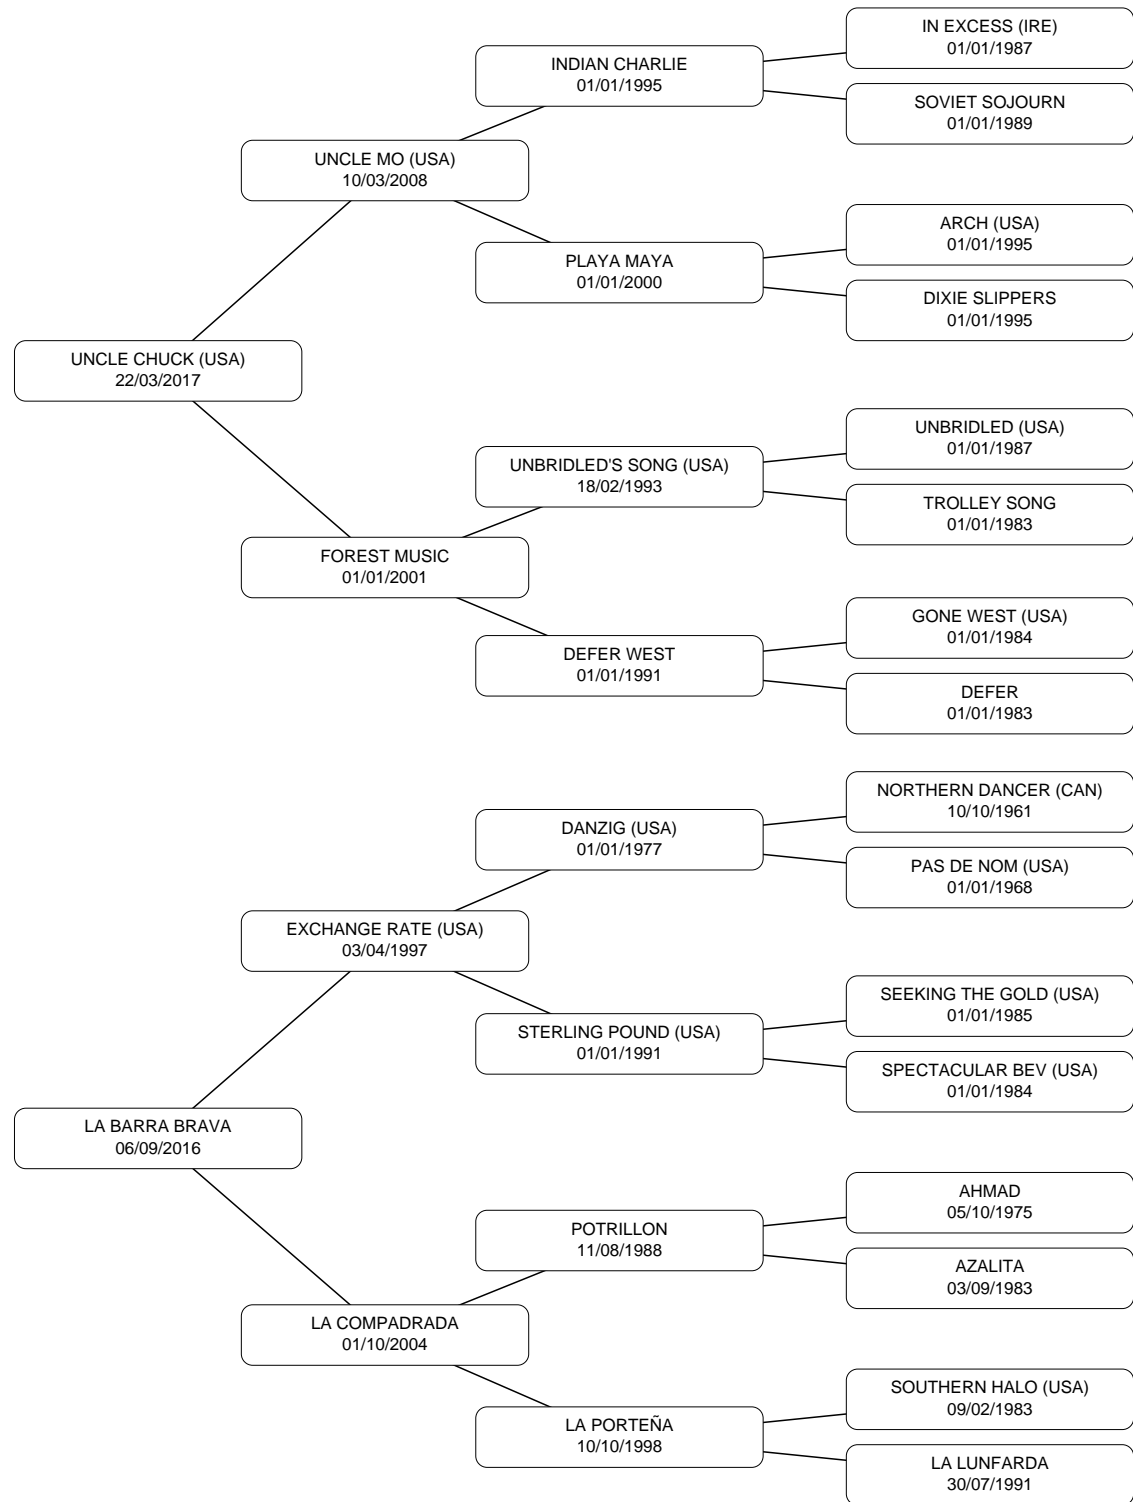 IN EXCESS (IRE)
01/01/1987
INDIAN CHARLIE
01/01/1995
SOVIET SOJOURN
01/01/1989
UNCLE MO (USA)
10/03/2008
ARCH (USA)
01/01/1995
PLAYA MAYA
01/01/2000
DIXIE SLIPPERS
01/01/1995
UNCLE CHUCK (USA)
22/03/2017
UNBRIDLED (USA)
01/01/1987
UNBRIDLED'S SONG (USA)
18/02/1993
TROLLEY SONG
01/01/1983
FOREST MUSIC
01/01/2001
GONE WEST (USA)
01/01/1984
DEFER WEST
01/01/1991
DEFER
01/01/1983
NORTHERN DANCER (CAN)
10/10/1961
DANZIG (USA)
01/01/1977
PAS DE NOM (USA)
01/01/1968
EXCHANGE RATE (USA)
03/04/1997
SEEKING THE GOLD (USA)
01/01/1985
STERLING POUND (USA)
01/01/1991
SPECTACULAR BEV (USA)
01/01/1984
LA BARRA BRAVA
06/09/2016
AHMAD
05/10/1975
POTRILLON
11/08/1988
AZALITA
03/09/1983
LA COMPADRADA
01/10/2004
SOUTHERN HALO (USA)
09/02/1983
LA PORTEÑA
10/10/1998
LA LUNFARDA
30/07/1991